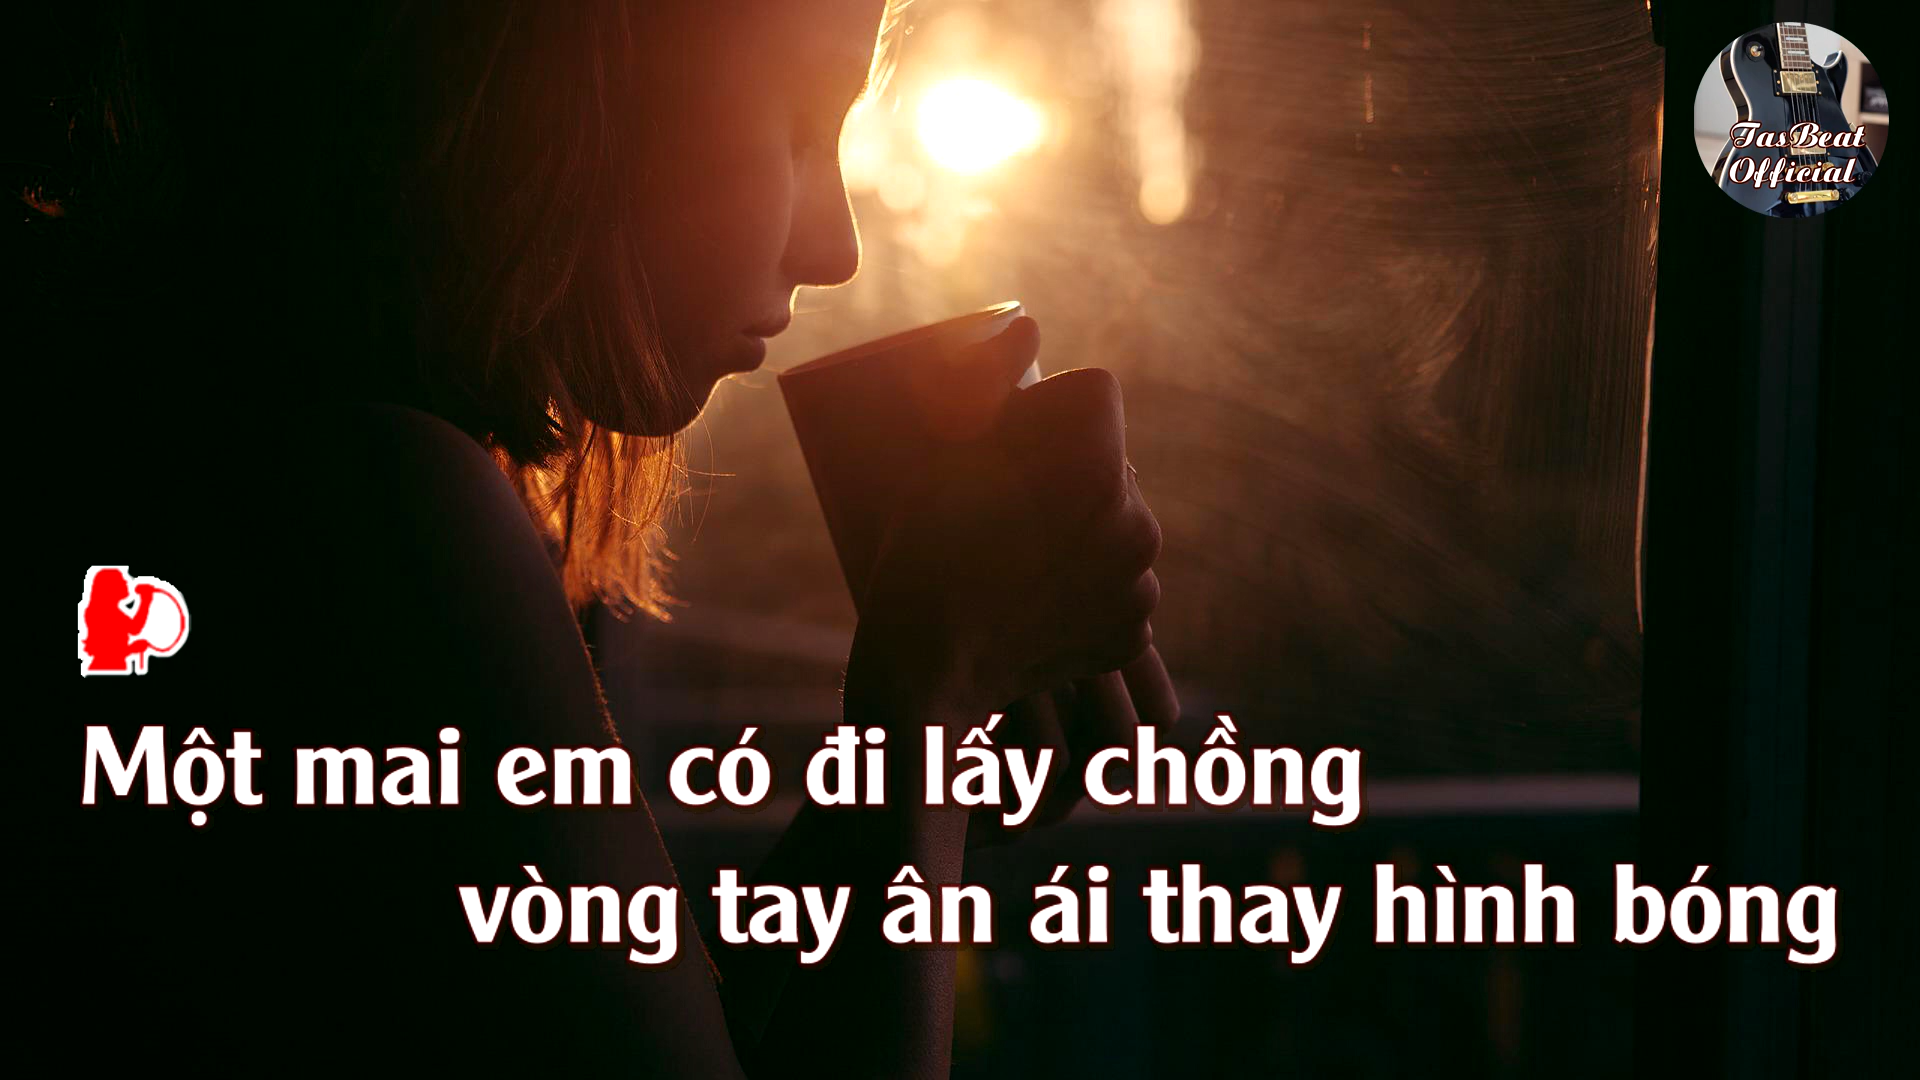 TasBeat
Official
Một mai em có đi lấy chồng
vòng tay ân ái thay hình bóng